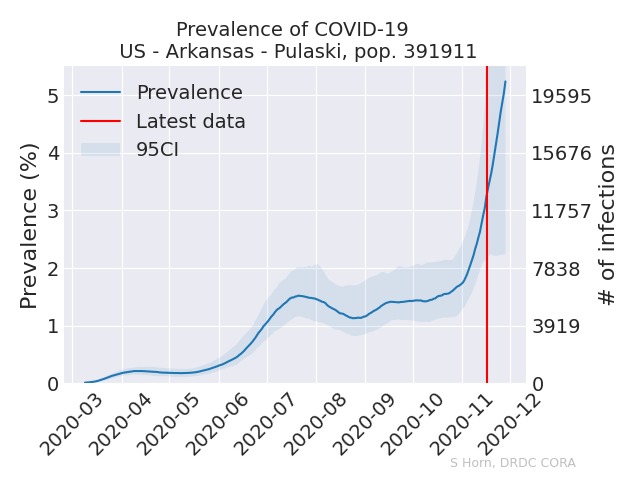 Prevalence of COVID-19
US - Arkansas - Pulaski, pop. 391911
Prevalence
Latest data
95CI
Prevalence (%)
5
4
3
2
1
0
19595
15676
11757
7838
3919
0
# of infections
2020-03
2020-04
2020-05
2020-06
2020-07
2020-08
2020-09
2020-10
2020-11
2020-12
S Horn, DRDC CORA